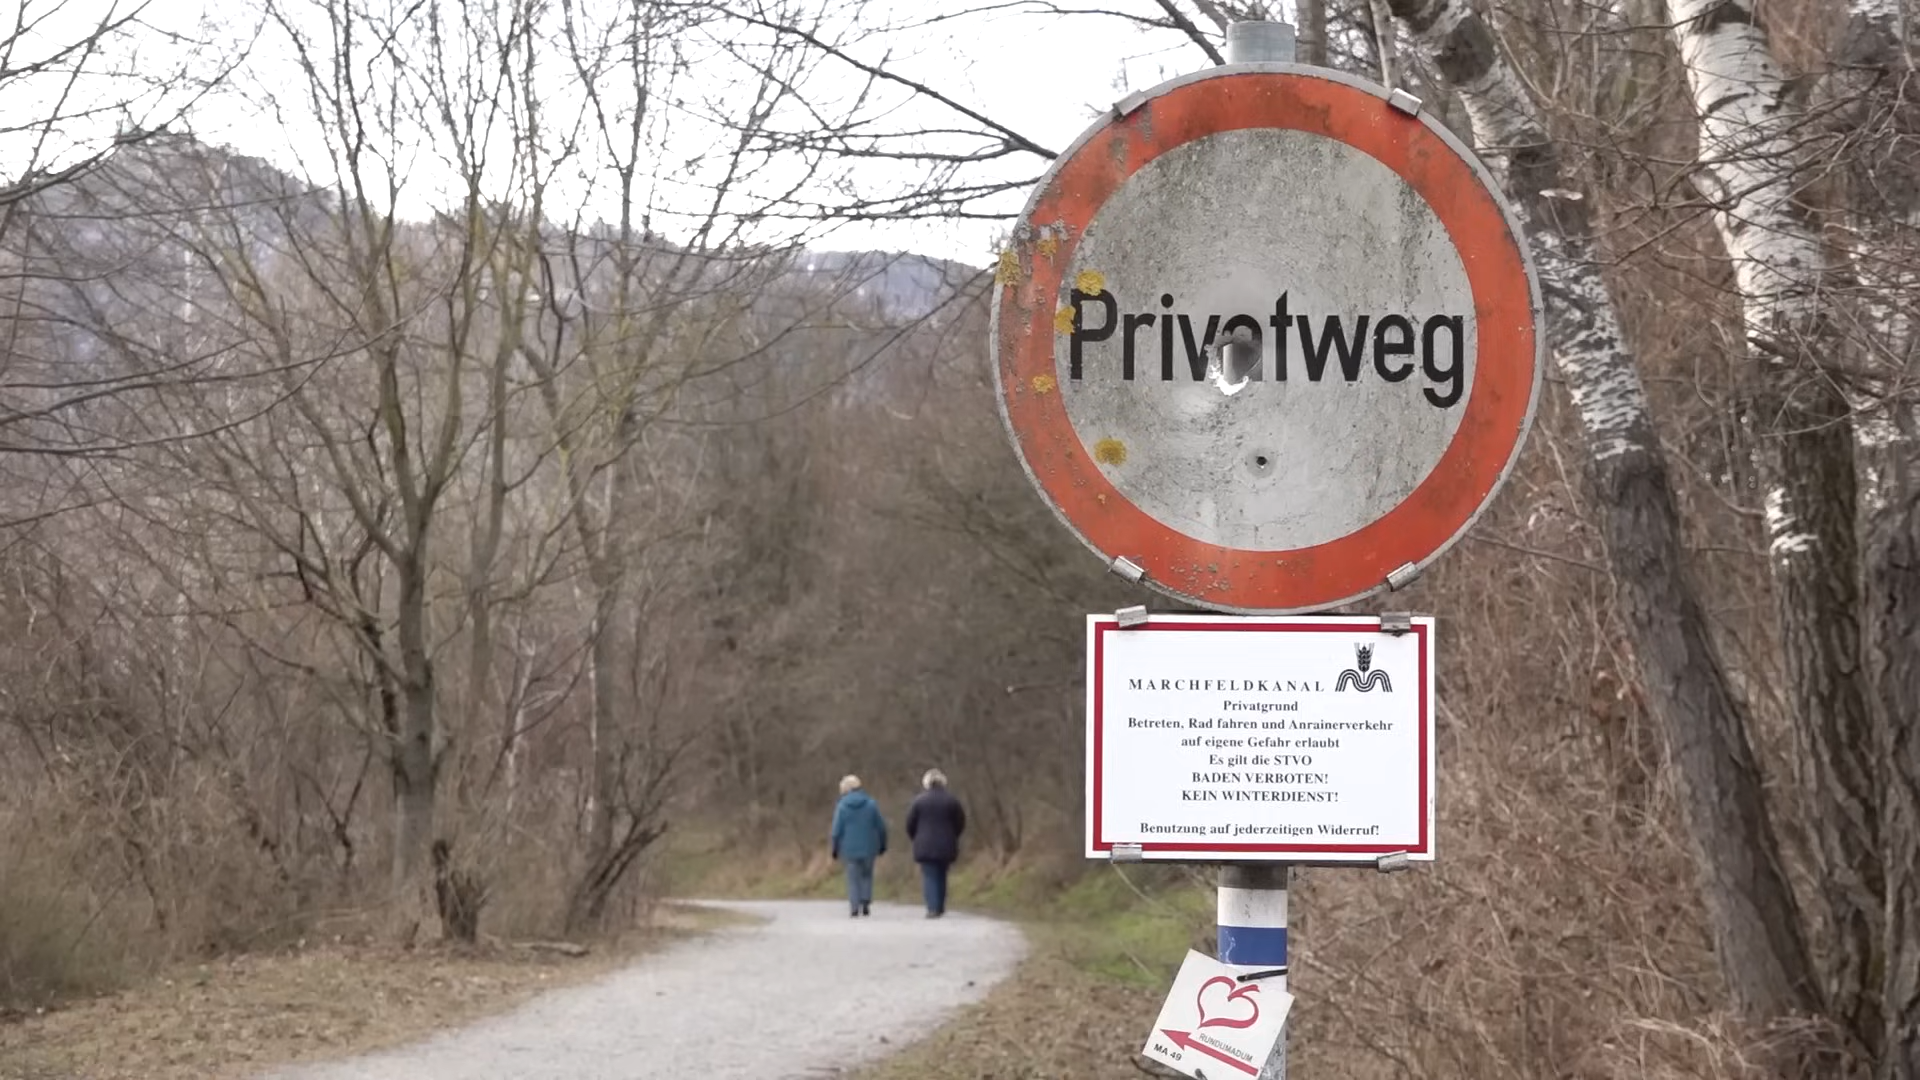 Privatweg
MARCHFELDKANAL
Privatgrund
Betreten, Rad fahren und Anrainerverkehr
auf eigene Gefahr erlaubt
Es gilt die STVO
BADEN VERBOTEN!
KEIN WINTERDIENST!
Benutzung auf jederzeitigen Widerruf!
RUNDUMADUM
MA 49